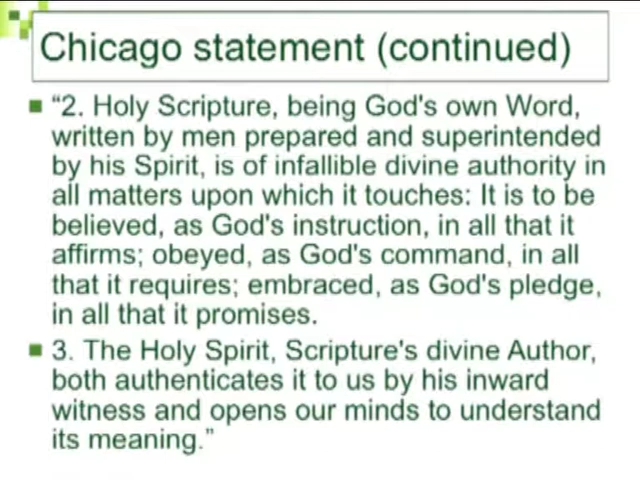 Chicago statement (continued)
"2. Holy Scripture, being God's own Word,
written by men prepared and superintended
by his Spirit, is of infallible divine authority in
all matters upon which it touches: It is to be
believed, as God's instruction, in all that it
affirms; obeyed, as God's command, in all
that it requires; embraced, as God's pledge,
in all that it promises.
3. The Holy Spirit, Scripture's divine Author,
both authenticates it to us by his inward
witness and opens our minds to understand
its meaning."